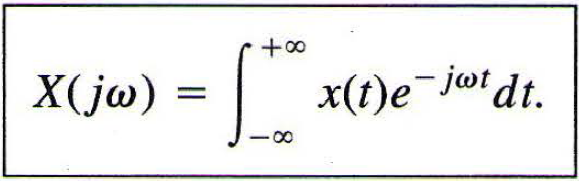 X(jω) = ∫_{-∞}^{+∞} x(t)e^{-jωt} dt.